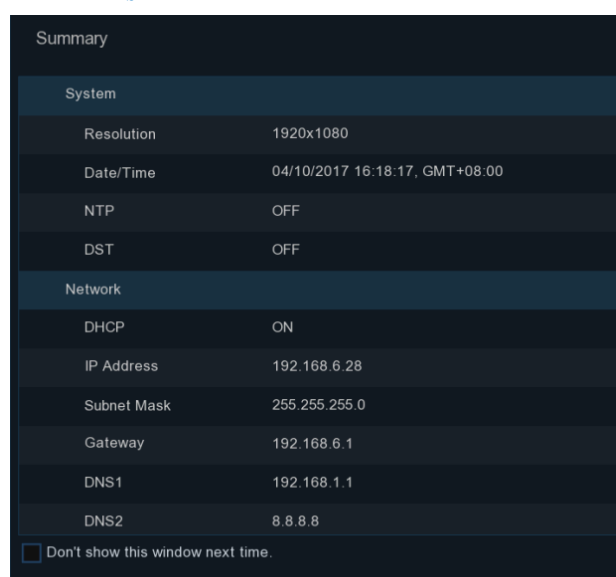 Summary
System
Resolution 1920x1080
Date/Time 04/10/2017 16:18:17, GMT+08:00
NTP OFF
DST OFF
Network
DHCP ON
IP Address 192.168.6.28
Subnet Mask 255.255.255.0
Gateway 192.168.6.1
DNS1 192.168.1.1
DNS2 8.8.8.8
Don't show this window next time.